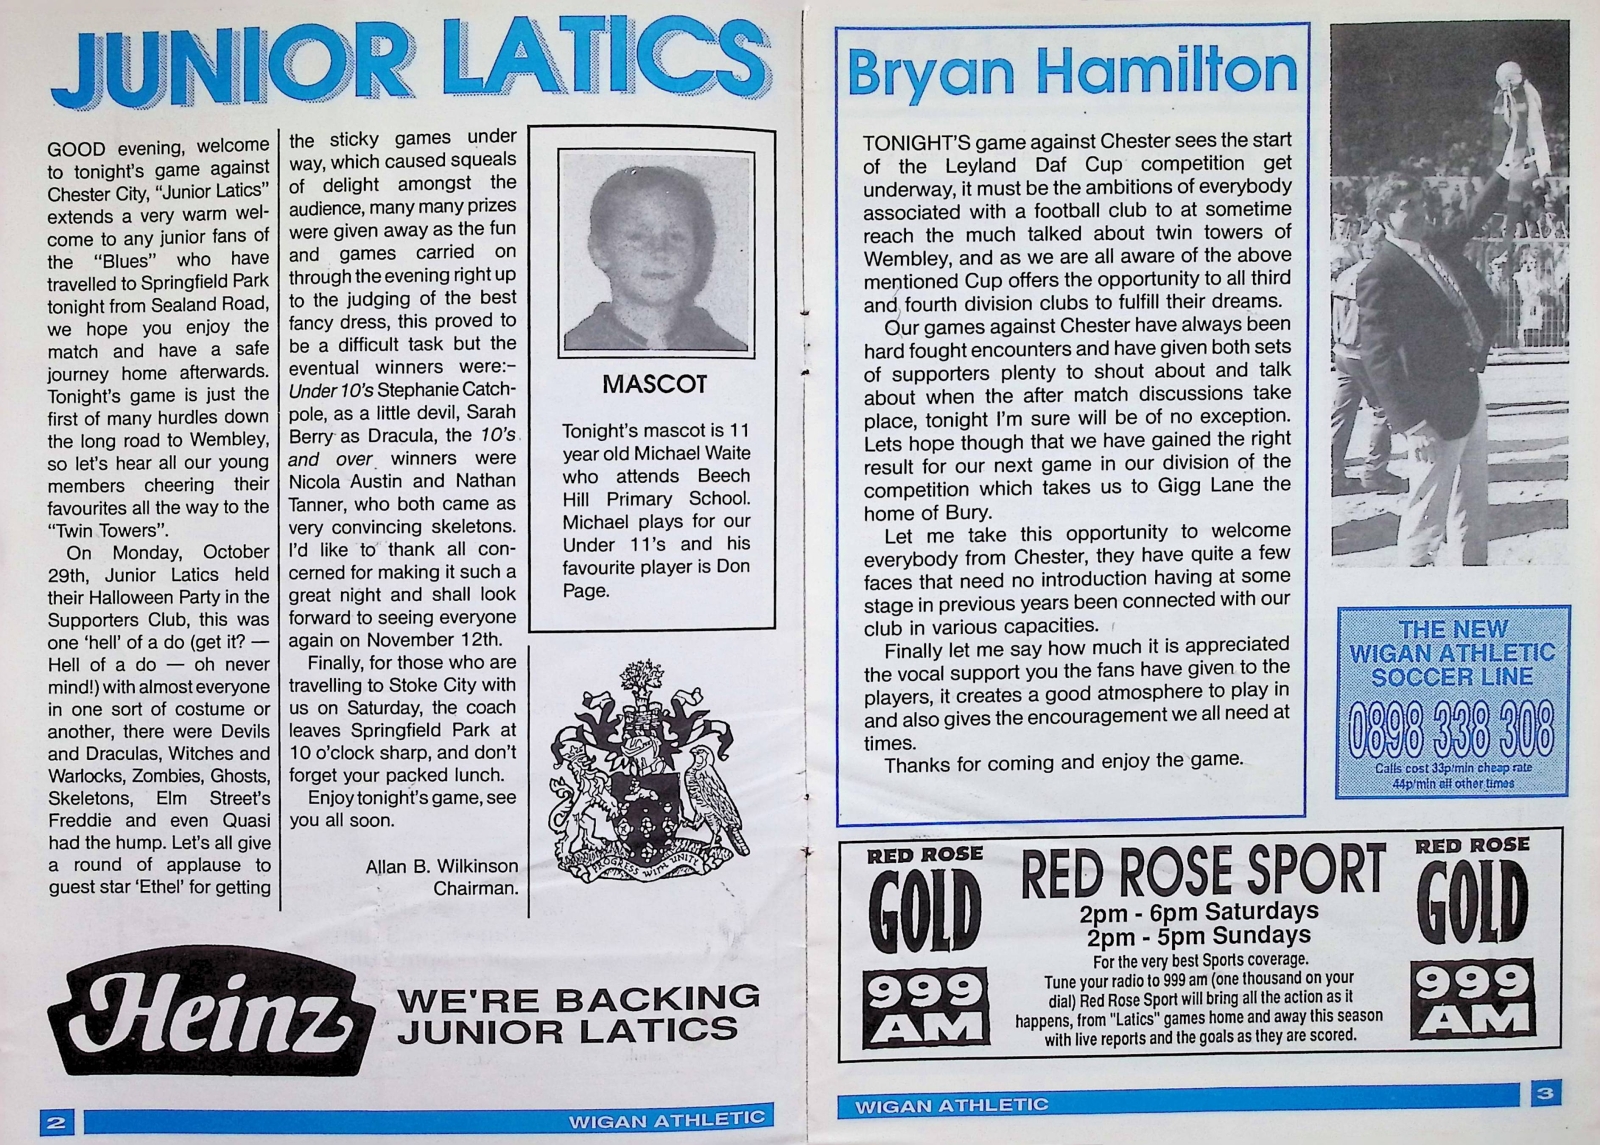 JUNIOR LATICS
GOOD evening, welcome
to tonight's game against
Chester City, “Junior Latics”
extends a very warm wel-
come to any junior fans of
the “Blues” who have
travelled to Springfield Park
tonight from Sealand Road,
we hope you enjoy the
match and have a safe
journey home afterwards.
Tonight's game is just the
first of many hurdles down
the long road to Wembley,
so let's hear all our young
members cheering their
favourites all the way to the
“Twin Towers”.
On Monday, October
29th, Junior Latics held
their Halloween Party in the
Supporters Club, this was
one ‘hell’ of a do (get it? —
Hell of a do — oh never
mind!) with almost everyone
in one sort of costume or
another, there were Devils
and Draculas, Witches and
Warlocks, Zombies, Ghosts,
Skeletons, Elm Street's
Freddie and even Quasi
had the hump. Let's all give
a round of applause to
guest star ‘Ethel’ for getting
the sticky games under
way, which caused squeals
of delight amongst the
audience, many many prizes
were given away as the fun
and games carried on
through the evening right up
to the judging of the best
fancy dress, this proved to
be a difficult task but the
eventual winners were:–
Under 10's Stephanie Catch-
pole, as a little devil, Sarah
Berry as Dracula, the 10's
and over winners were
Nicola Austin and Nathan
Tanner, who both came as
very convincing skeletons.
I'd like to thank all con-
cerned for making it such a
great night and shall look
forward to seeing everyone
again on November 12th.
Finally, for those who are
travelling to Stoke City with
us on Saturday, the coach
leaves Springfield Park at
10 o'clock sharp, and don't
forget your packed lunch.
Enjoy tonight's game, see
you all soon.
Allan B. Wilkinson
Chairman.
MASCOT
Tonight's mascot is 11
year old Michael Waite
who attends Beech
Hill Primary School.
Michael plays for our
Under 11's and his
favourite player is Don
Page.
PROGRESS WITH UNITY
Heinz
WE'RE BACKING
JUNIOR LATICS
2
WIGAN ATHLETIC
Bryan Hamilton
TONIGHT'S game against Chester sees the start
of the Leyland Daf Cup competition get
underway, it must be the ambitions of everybody
associated with a football club to at sometime
reach the much talked about twin towers of
Wembley, and as we are all aware of the above
mentioned Cup offers the opportunity to all third
and fourth division clubs to fulfill their dreams.
Our games against Chester have always been
hard fought encounters and have given both sets
of supporters plenty to shout about and talk
about when the after match discussions take
place, tonight I'm sure will be of no exception.
Lets hope though that we have gained the right
result for our next game in our division of the
competition which takes us to Gigg Lane the
home of Bury.
Let me take this opportunity to welcome
everybody from Chester, they have quite a few
faces that need no introduction having at some
stage in previous years been connected with our
club in various capacities.
Finally let me say how much it is appreciated
the vocal support you the fans have given to the
players, it creates a good atmosphere to play in
and also gives the encouragement we all need at
times.
Thanks for coming and enjoy the game.
THE NEW
WIGAN ATHLETIC
SOCCER LINE
0898 338 308
Calls cost 33p/min cheap rate
44p/min all other times
RED ROSE
GOLD
999
AM
RED ROSE SPORT
2pm - 6pm Saturdays
2pm - 5pm Sundays
For the very best Sports coverage.
Tune your radio to 999 am (one thousand on your
dial) Red Rose Sport will bring all the action as it
happens, from "Latics" games home and away this season
with live reports and the goals as they are scored.
RED ROSE
GOLD
999
AM
WIGAN ATHLETIC
3